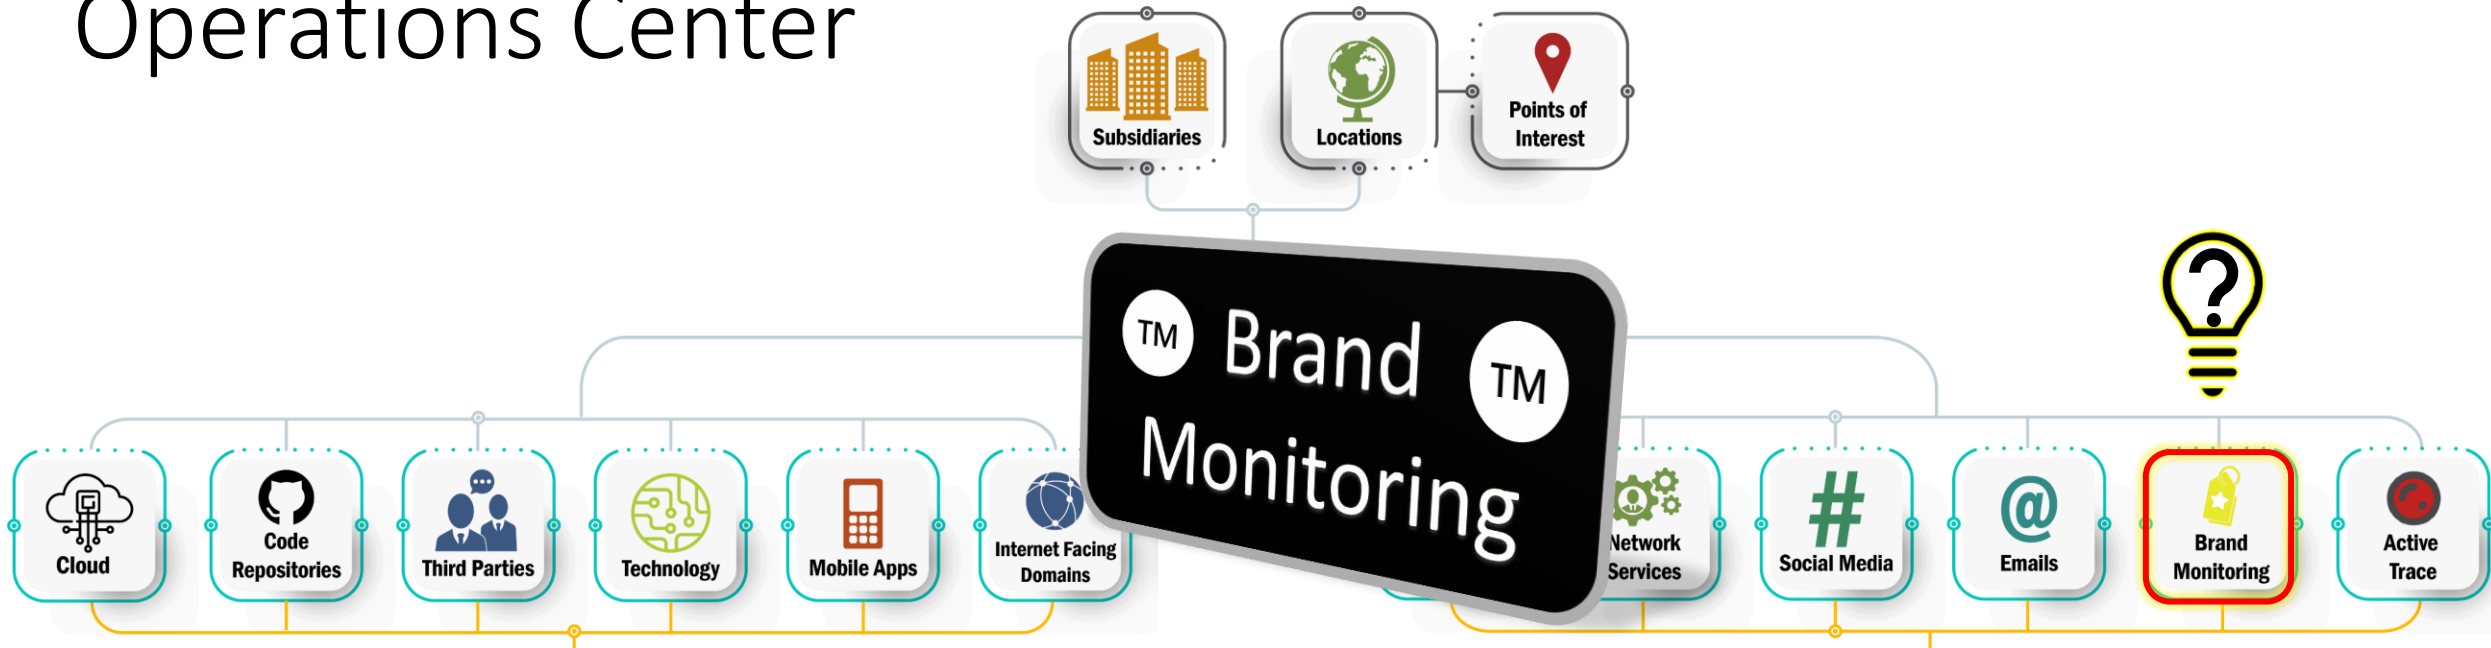 Operations Center
Subsidiaries
Locations
Points of
Interest
?
TM Brand TM
Monitoring
Cloud
Code
Repositories
Third Parties
Technology
Mobile Apps
Internet Facing
Domains
Network
Services
#
Social Media
@
Emails
Brand
Monitoring
Active
Trace